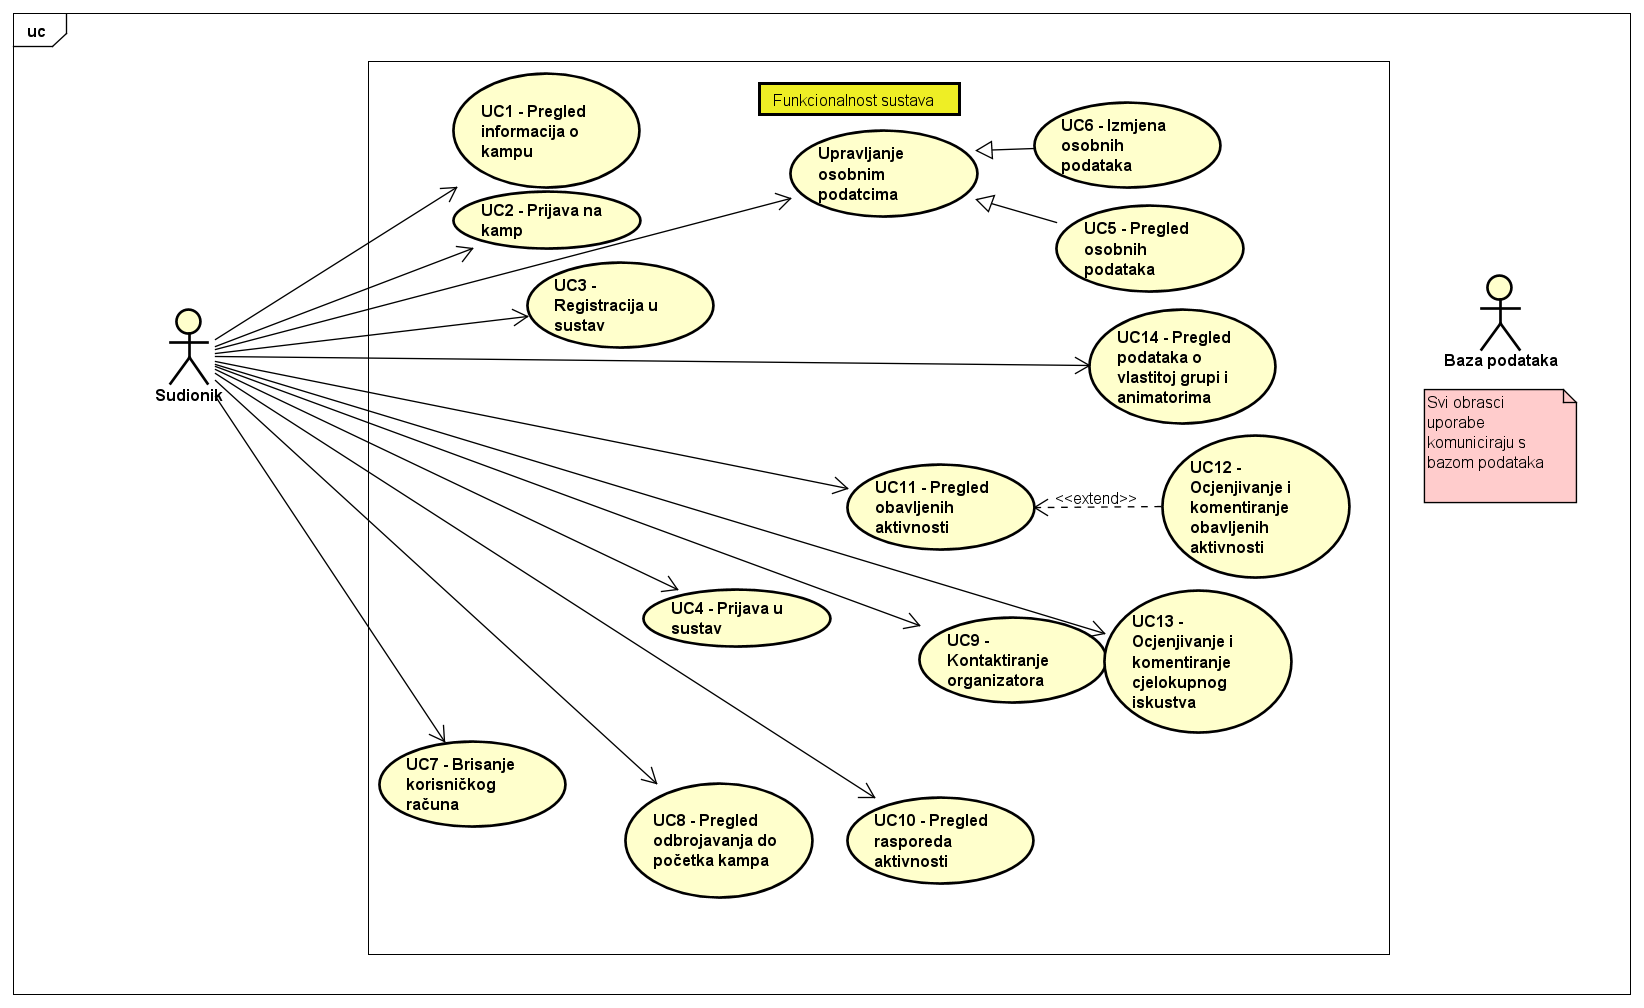 uc
Funkcionalnost sustava
UC1 - Pregled
informacija o
kampu
UC2 - Prijava na
kamp
UC3 -
Registracija u
sustav
Upravljanje
osobnim
podatcima
UC6 - Izmjena
osobnih
podataka
UC5 - Pregled
osobnih
podataka
UC14 - Pregled
podataka o
vlastitoj grupi i
animatorima
Sudionik
Baza podataka
Svi obrasci
uporabe
komuniciraju s
bazom podataka
UC11 - Pregled
obavljenih
aktivnosti
<<extend>>
UC12 -
Ocjenjivanje i
komentiranje
obavljenih
aktivnosti
UC4 - Prijava u
sustav
UC9 -
Kontaktiranje
organizatora
UC13 -
Ocjenjivanje i
komentiranje
cjelokupnog
iskustva
UC7 - Brisanje
korisničkog
računa
UC8 - Pregled
odbrojavanja do
početka kampa
UC10 - Pregled
rasporeda
aktivnosti